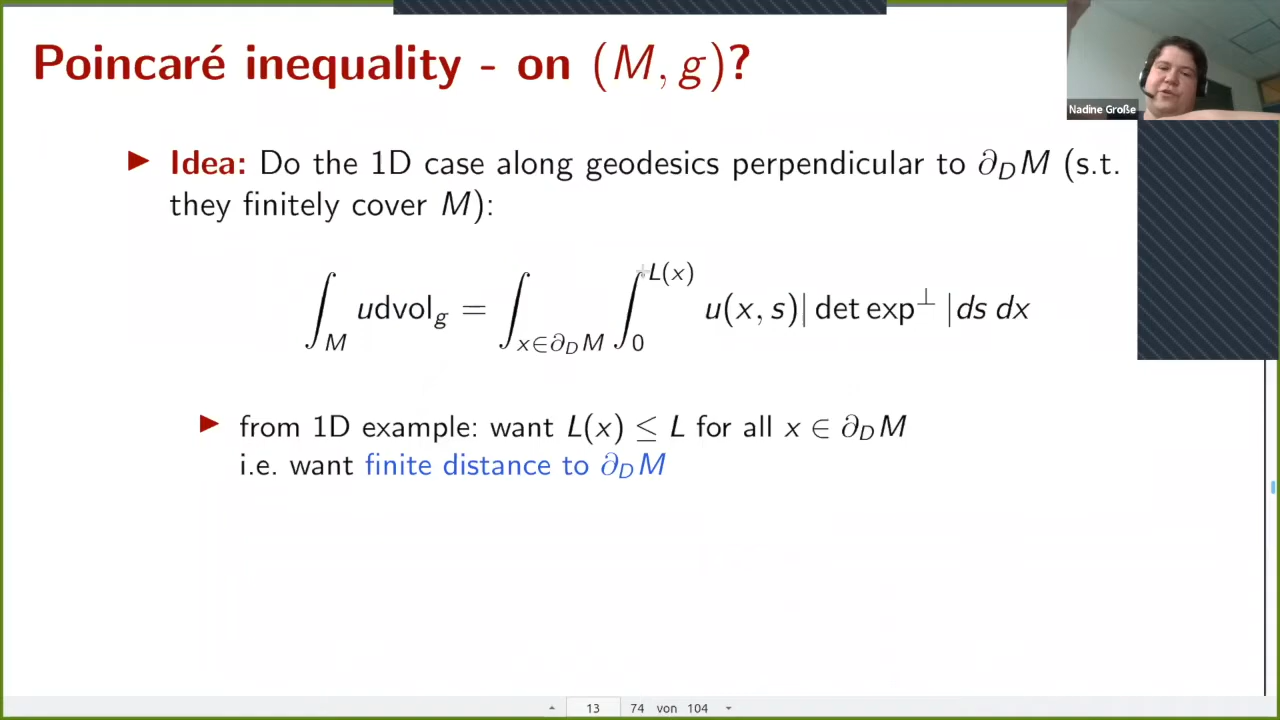 Poincaré inequality - on (M, g)?
Nadine Große
▶ Idea: Do the 1D case along geodesics perpendicular to ∂_D M (s.t.
they finitely cover M):
∫_M u dvol_g = ∫_{x∈∂_D M} ∫_0^{L(x)} u(x, s)| det exp^⊥ |ds dx
▶ from 1D example: want L(x) ≤ L for all x ∈ ∂_D M
i.e. want finite distance to ∂_D M
13 74 von 104